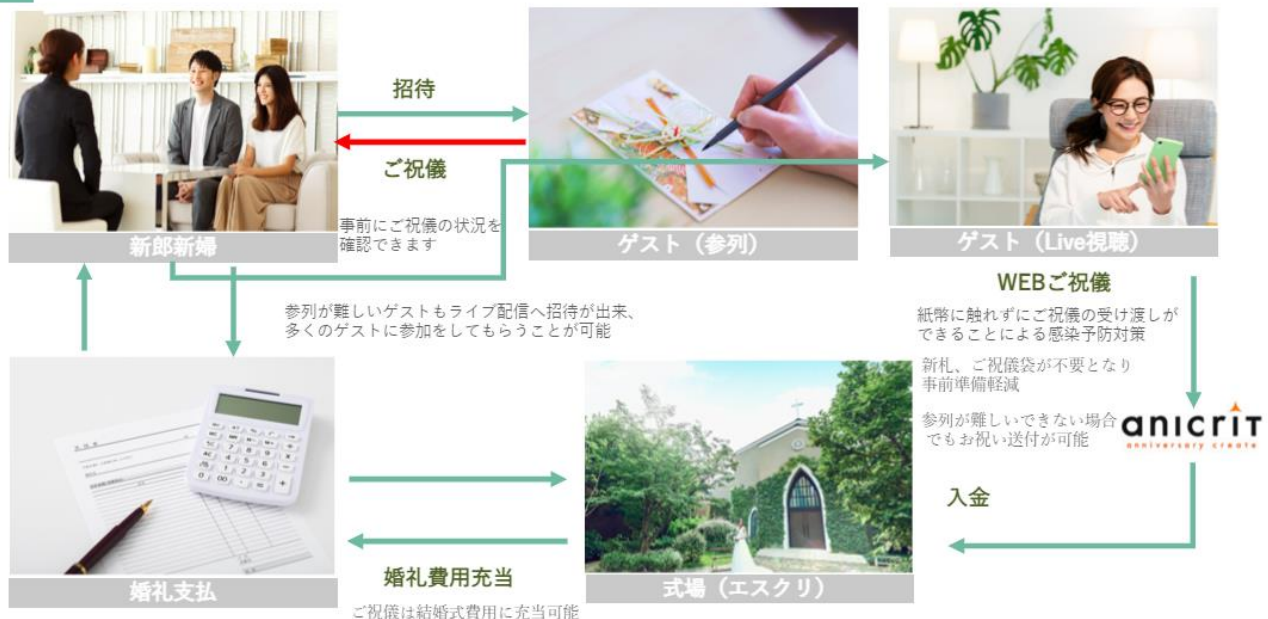 招待
ご祝儀
事前にご祝儀の状況を
確認できます
新郎新婦
ゲスト（参列）
ゲスト（Live視聴）
参列が難しいゲストもライブ配信へ招待が出来、
多くのゲストに参加をしてもらうことが可能
WEBご祝儀
紙幣に触れずにご祝儀の受け渡しが
できることによる感染予防対策
新札、ご祝儀袋が不要となり
事前準備軽減
参列が難しいできない場合
でもお祝い送付が可能
anicrit
anniversary create
入金
婚礼費用充当
ご祝儀は結婚式費用に充当可能
婚礼支払
式場（エスクリ）